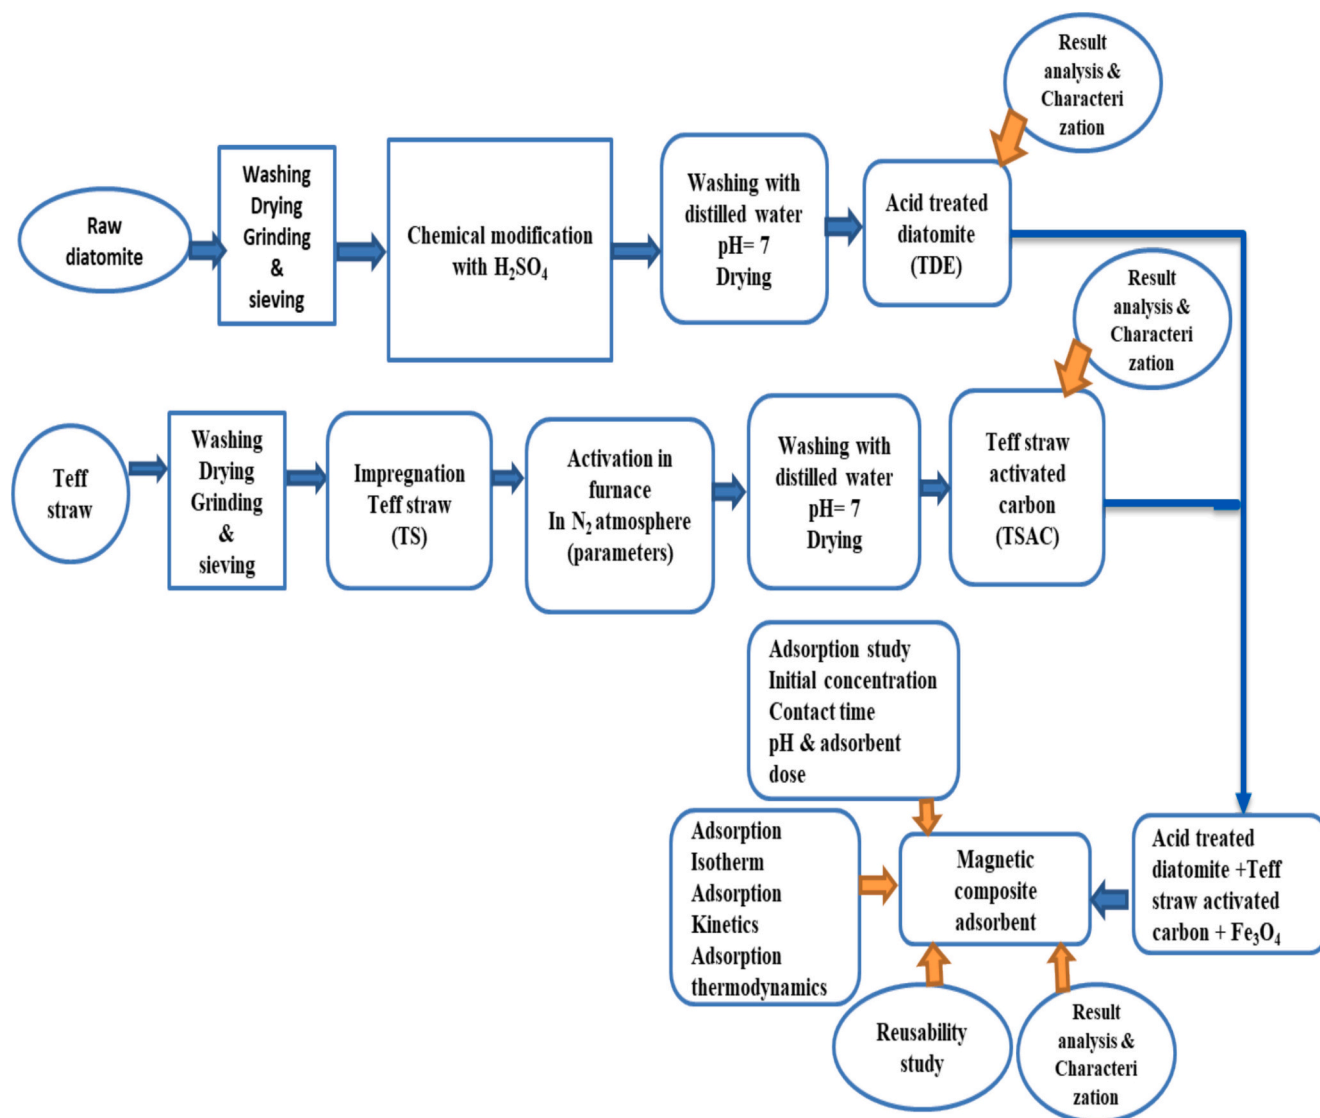 Result
analysis &
Characteri
zation
Raw
diatomite
Washing
Drying
Grinding
&
sieving
Chemical modification
with H₂SO₄
Washing with
distilled water
pH= 7
Drying
Acid treated
diatomite
(TDE)
Result
analysis &
Characteri
zation
Teff
straw
Washing
Drying
Grinding
&
sieving
Impregnation
Teff straw
(TS)
Activation in
furnace
In N₂ atmosphere
(parameters)
Washing with
distilled water
pH= 7
Drying
Teff straw
activated
carbon
(TSAC)
Adsorption study
Initial concentration
Contact time
pH & adsorbent
dose
Adsorption
Isotherm
Adsorption
Kinetics
Adsorption
thermodynamics
Magnetic
composite
adsorbent
Acid treated
diatomite +Teff
straw activated
carbon + Fe₃O₄
Reusability
study
Result
analysis &
Characteri
zation